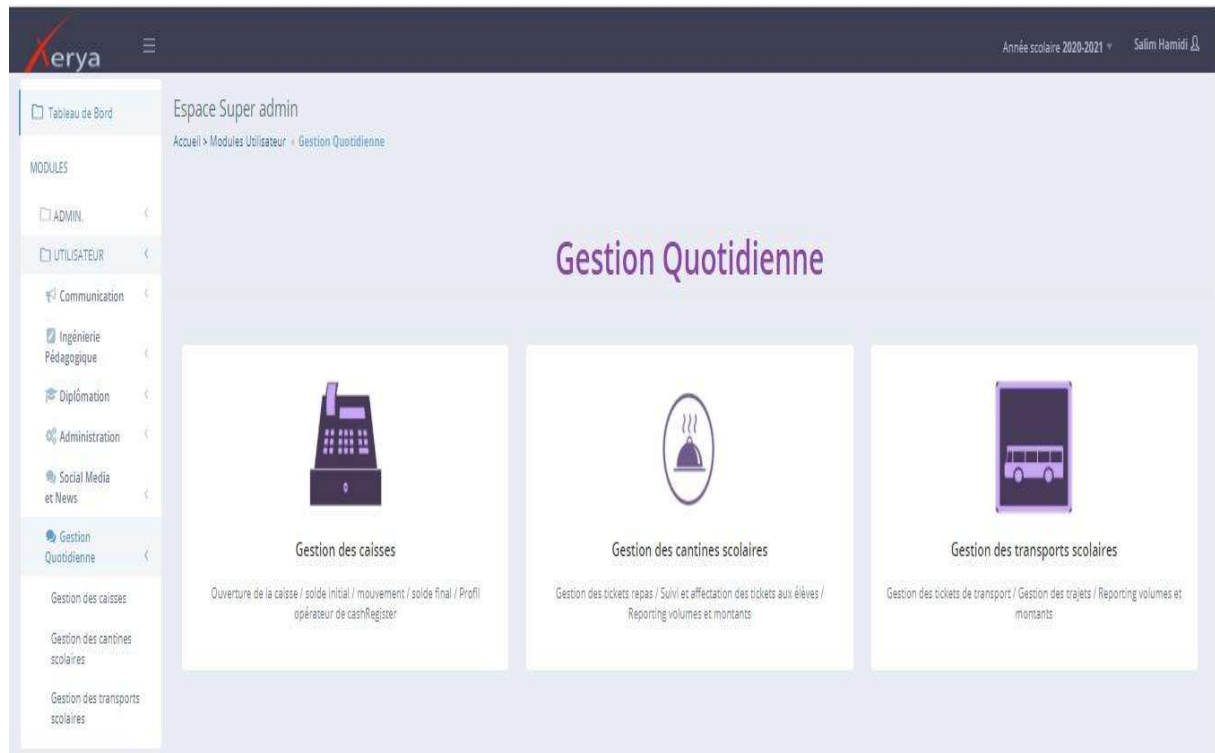 Xerya
Année scolaire 2020-2021
Salim Hamidi
Tableau de Bord
MODULES
ADMIN.
UTILISATEUR
Communication
Ingénierie
Pédagogique
Diplômation
Administration
Social Media
et News
Gestion
Quotidienne
Gestion des caisses
Gestion des cantines
scolaires
Gestion des transports
scolaires
Espace Super admin
Accueil > Modules Utilisateur < Gestion Quotidienne
Gestion Quotidienne
Gestion des caisses
Ouverture de la caisse / solde initial / mouvement / solde final / Profil
opérateur de cashRegister
Gestion des cantines scolaires
Gestion des tickets repas / Suivi et affectation des tickets aux élèves /
Reporting volumes et montants
Gestion des transports scolaires
Gestion des tickets de transport / Gestion des trajets / Reporting volumes et
montants